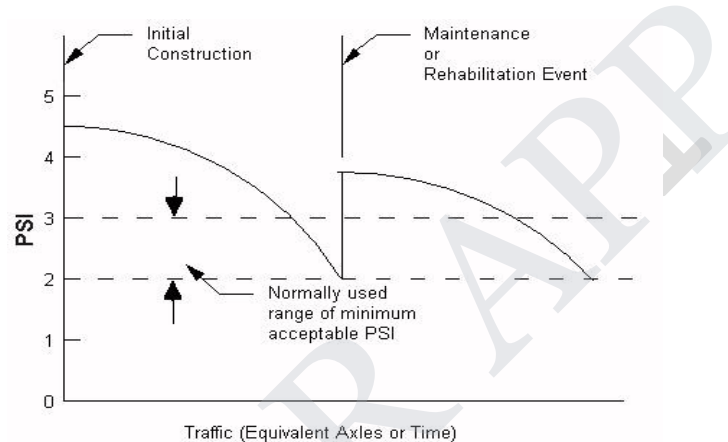 Initial
Construction
Maintenance
or
Rehabilitation Event
5
4
3
2
1
0
PSI
Normally used
range of minimum
acceptable PSI
Traffic (Equivalent Axles or Time)
R APP